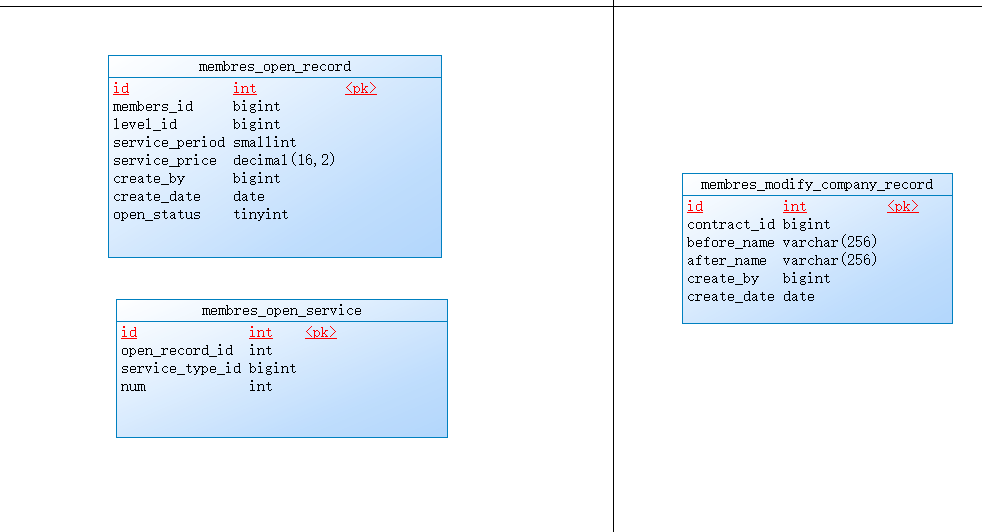 membres_open_record
id int <pk>
members_id bigint
level_id bigint
service_period smallint
service_price decimal(16,2)
create_by bigint
create_date date
open_status tinyint
membres_open_service
id int <pk>
open_record_id int
service_type_id bigint
num int
membres_modify_company_record
id int <pk>
contract_id bigint
before_name varchar(256)
after_name varchar(256)
create_by bigint
create_date date